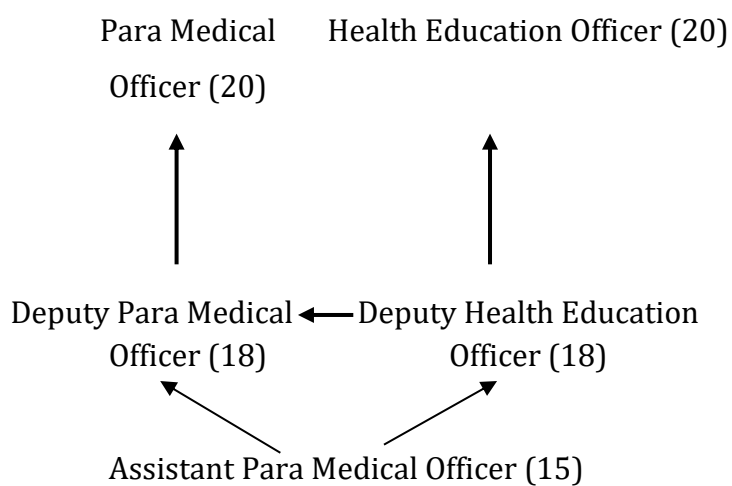 Para Medical
Officer (20)
Health Education Officer (20)
Deputy Para Medical
Officer (18)
Deputy Health Education
Officer (18)
Assistant Para Medical Officer (15)